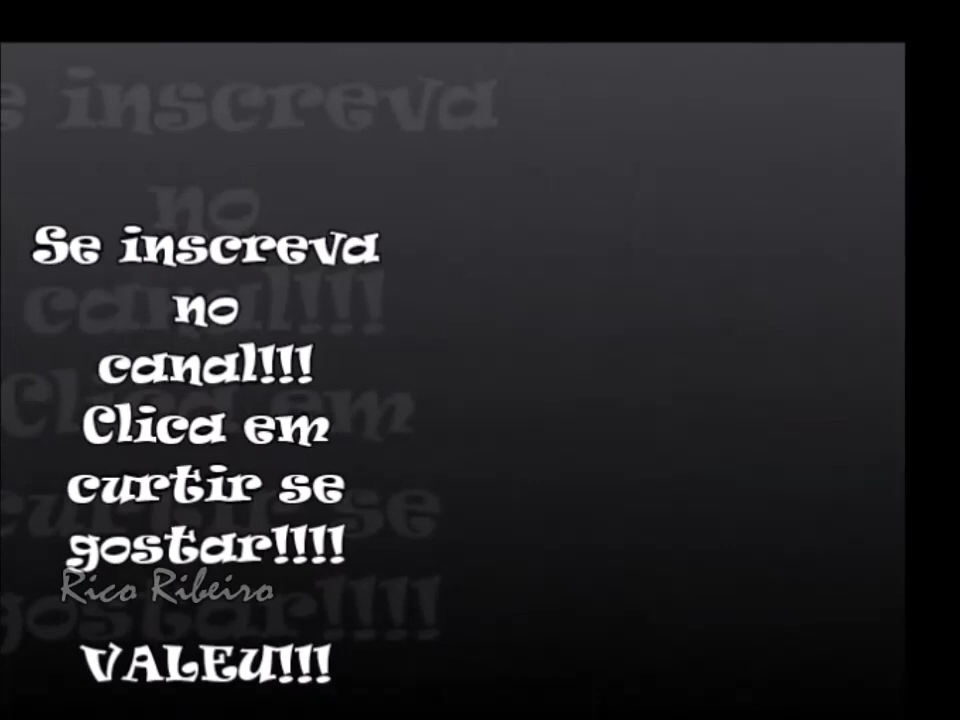 Se inscreva
no
canal!!!
Clica em
curtir se
gostar!!!!
Rico Ribeiro
VALEU!!!